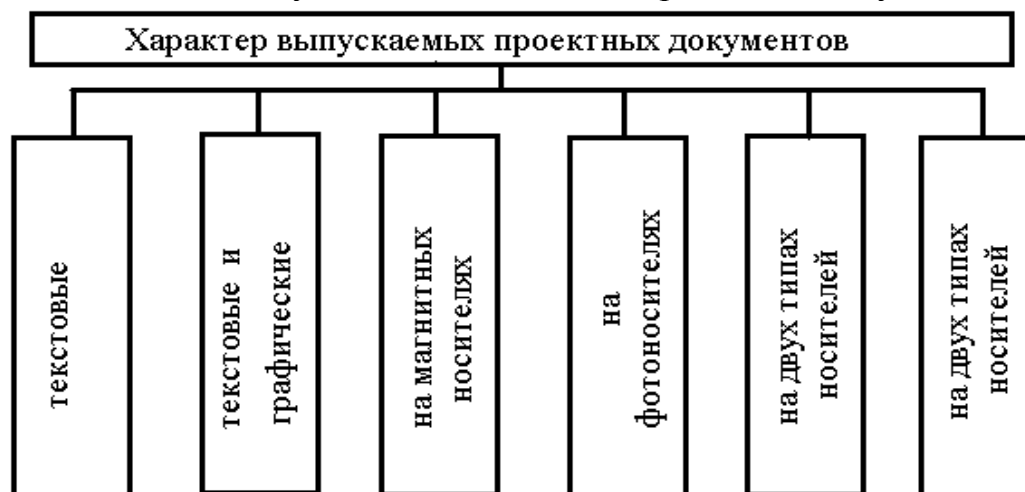 Характер выпускаемых проектных документов
текстовые
текстовые и
графические
на магнитных
носителях
на
фотоносителях
на двух типах
носителей
на двух типах
носителей